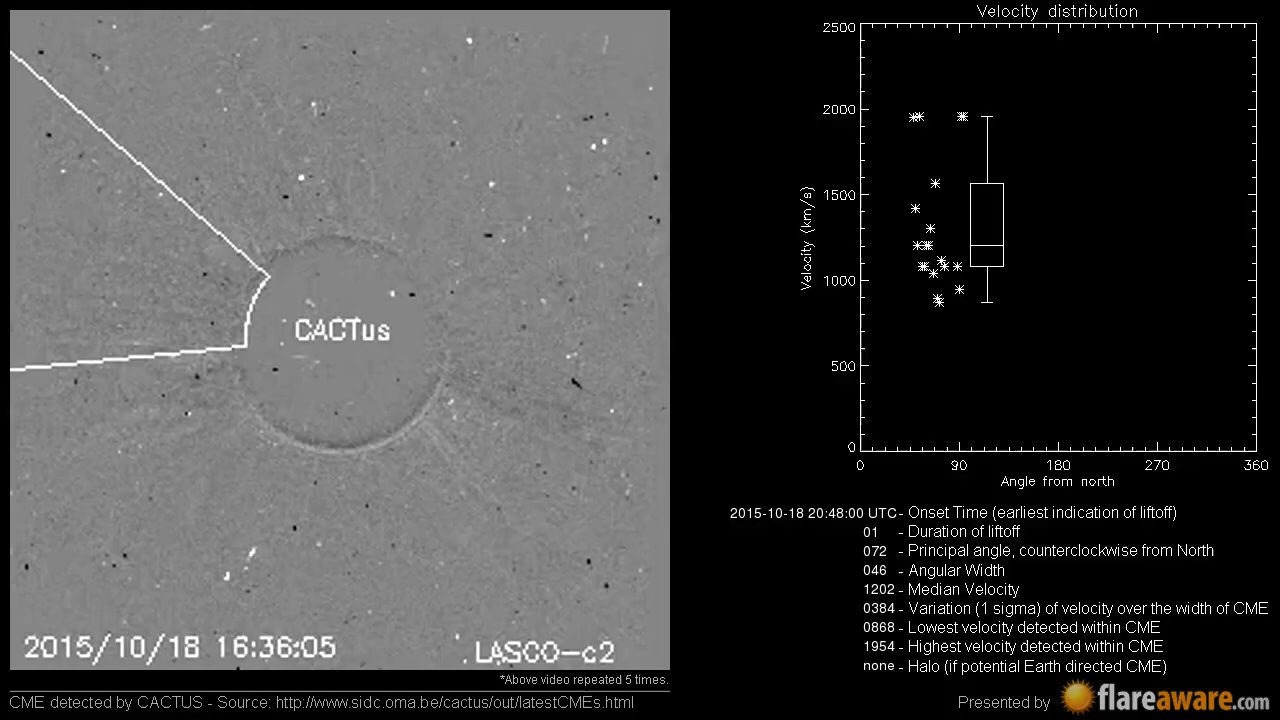 CACTus
2015/10/18 16:36:05
LASCO-c2
*Above video repeated 5 times.
CME detected by CACTUS - Source: http://www.sidc.oma.be/cactus/out/latestCMEs.html
Velocity distribution
2500
2000
1500
1000
500
0
Velocity (km/s)
0 90 180 270 360
Angle from north
2015-10-18 20:48:00 UTC - Onset Time (earliest indication of liftoff)
01 - Duration of liftoff
072 - Principal angle, counterclockwise from North
046 - Angular Width
1202 - Median Velocity
0384 - Variation (1 sigma) of velocity over the width of CME
0868 - Lowest velocity detected within CME
1954 - Highest velocity detected within CME
none - Halo (if potential Earth directed CME)
Presented by flareaware.com